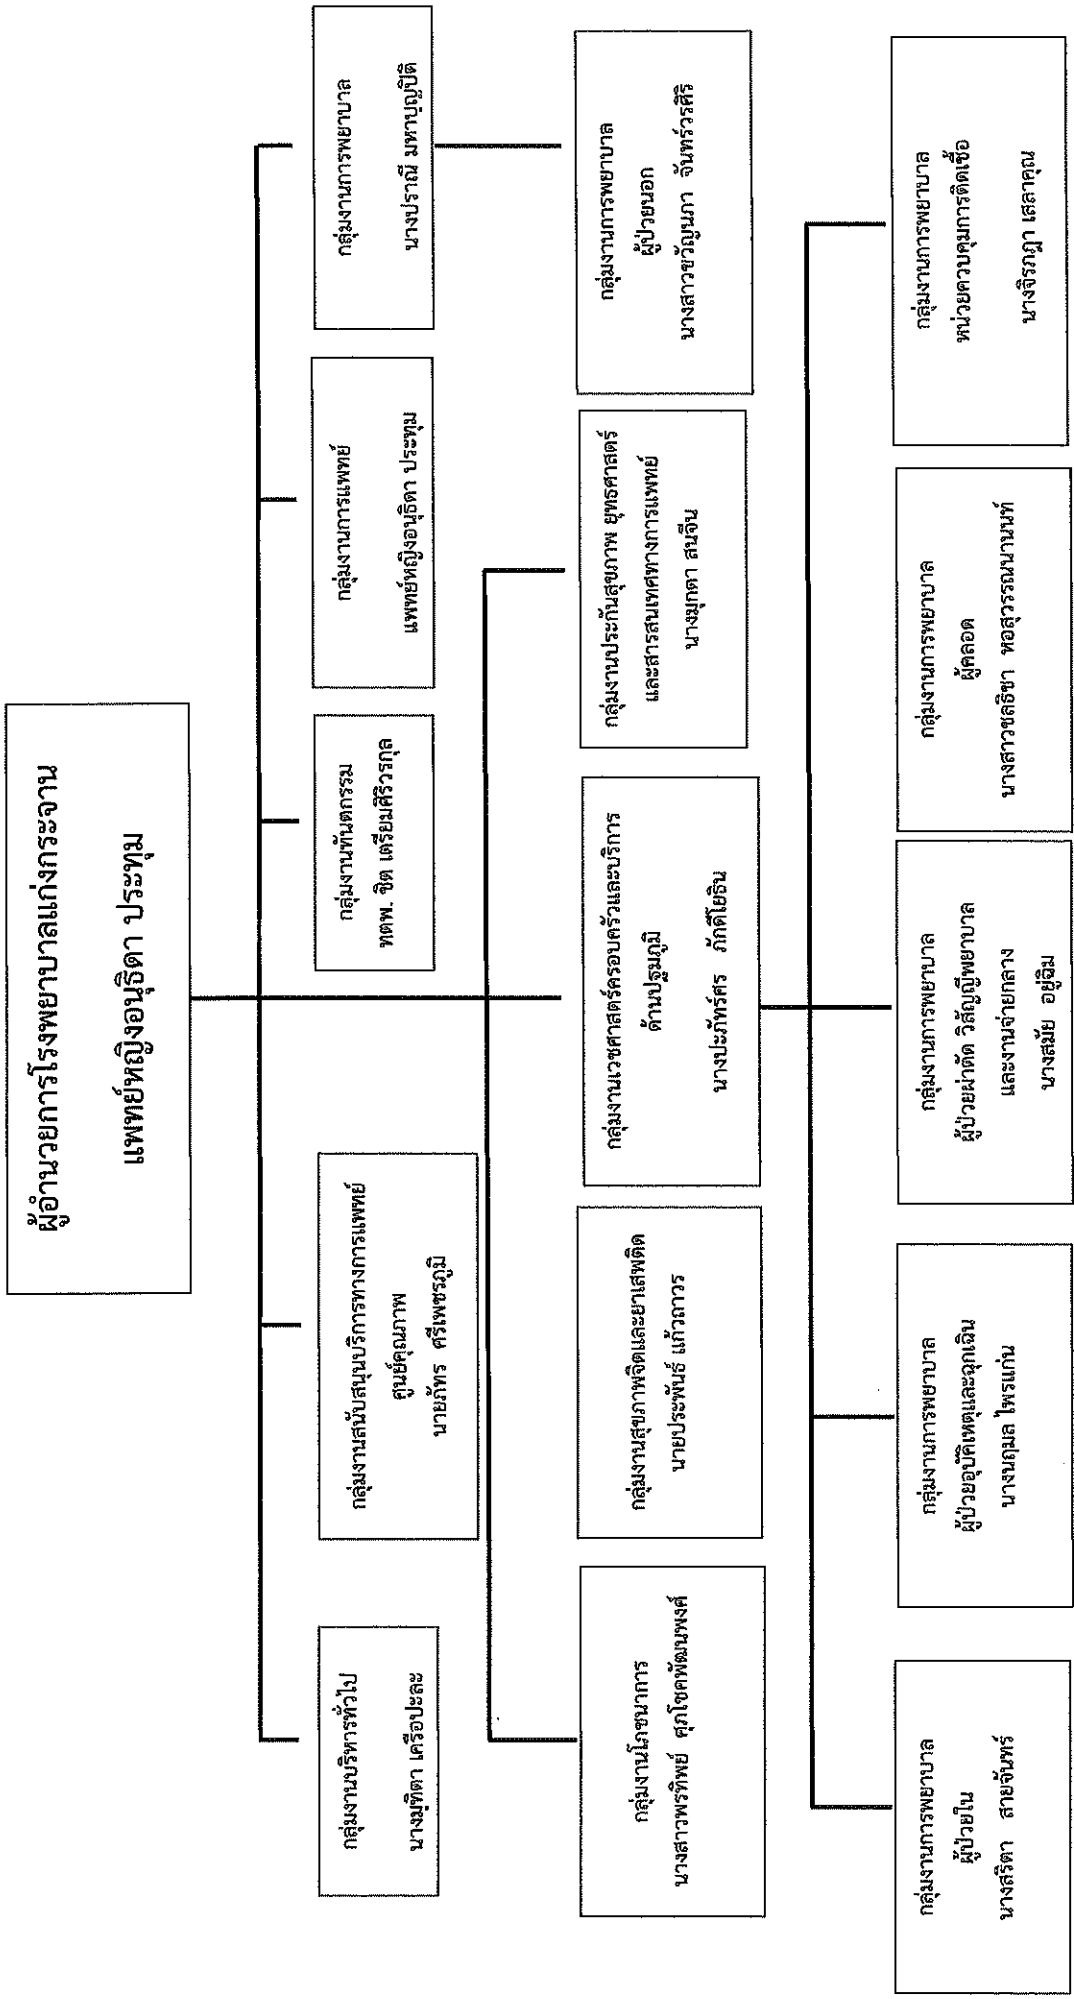 ผู้อำนวยการโรงพยาบาลแก่งกระจาน
แพทย์หญิงอนุธิดา ประทุม
กลุ่มงานบริหารทั่วไป
นางมุทิตา เครือปะละ
กลุ่มงานสนับสนุนบริการทางการแพทย์
ศูนย์คุณภาพ
นายภัทร ศรีเพชรภูมิ
กลุ่มงานทันตกรรม
ทตพ. ชิต เตรียมศิริวรกุล
กลุ่มงานการแพทย์
แพทย์หญิงอนุธิดา ประทุม
กลุ่มงานการพยาบาล
นางปราณี มหาบุญปิติ
กลุ่มงานโภชนาการ
นางสาวพรทิพย์ ศุภโชคพัฒนพงศ์
กลุ่มงานสุขภาพจิตและยาเสพติด
นายประพันธ์ แก้วถาวร
กลุ่มงานเวชศาสตร์ครอบครัวและบริการ
ด้านปฐมภูมิ
นางปะภัทร์ศร ภักดีโยธิน
กลุ่มงานประกันสุขภาพ ยุทธศาสตร์
และสารสนเทศทางการแพทย์
นางมุกดา สนจีน
กลุ่มงานการพยาบาล
ผู้ป่วยนอก
นางสาวขวัญนภา จันทร์วรศิริ
กลุ่มงานการพยาบาล
ผู้ป่วยใน
นางสริตา สายจันทร์
กลุ่มงานการพยาบาล
ผู้ป่วยอุบัติเหตุและฉุกเฉิน
นางนฤมล ไพรแก่น
กลุ่มงานการพยาบาล
ผู้ป่วยผ่าตัด วิสัญญีพยาบาล
และงานจ่ายกลาง
นางสมัย อยู่ฉิม
กลุ่มงานการพยาบาล
ผู้คลอด
นางสาวชลธิชา หอสุวรรณานนท์
กลุ่มงานการพยาบาล
หน่วยควบคุมการติดเชื้อ
นางจิรภฎา เสลาคุณ